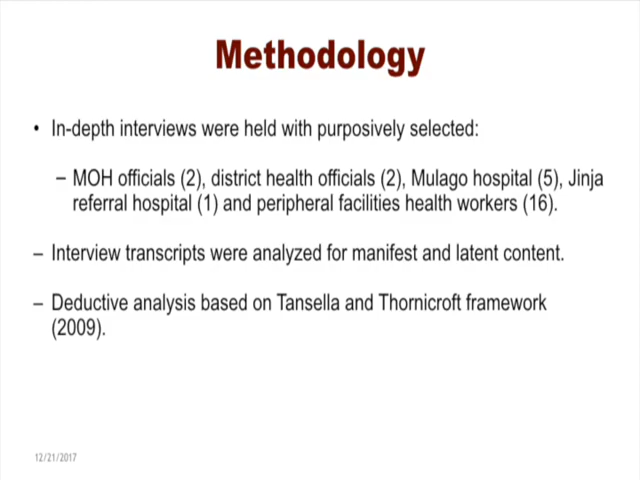 Methodology
• In-depth interviews were held with purposively selected:
– MOH officials (2), district health officials (2), Mulago hospital (5), Jinja
referral hospital (1) and peripheral facilities health workers (16).
– Interview transcripts were analyzed for manifest and latent content.
– Deductive analysis based on Tansella and Thornicroft framework
(2009).
12/21/2017